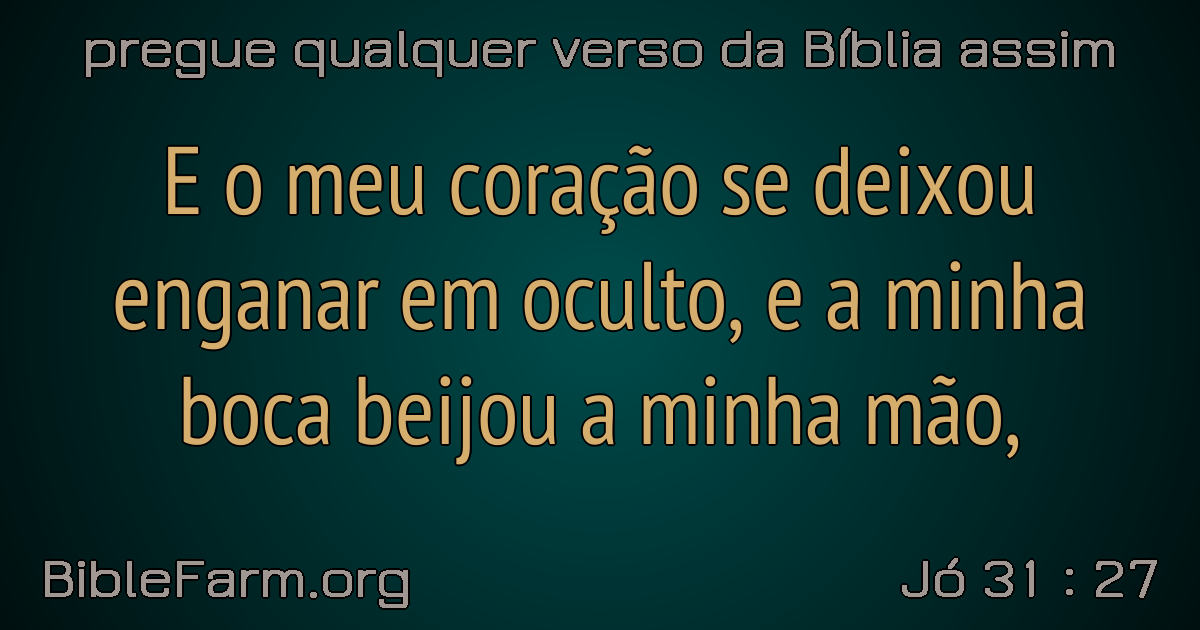 pregue qualquer verso da Bíblia assim
E o meu coração se deixou
enganar em oculto, e a minha
boca beijou a minha mão,
BibleFarm.org
Jó 31 : 27